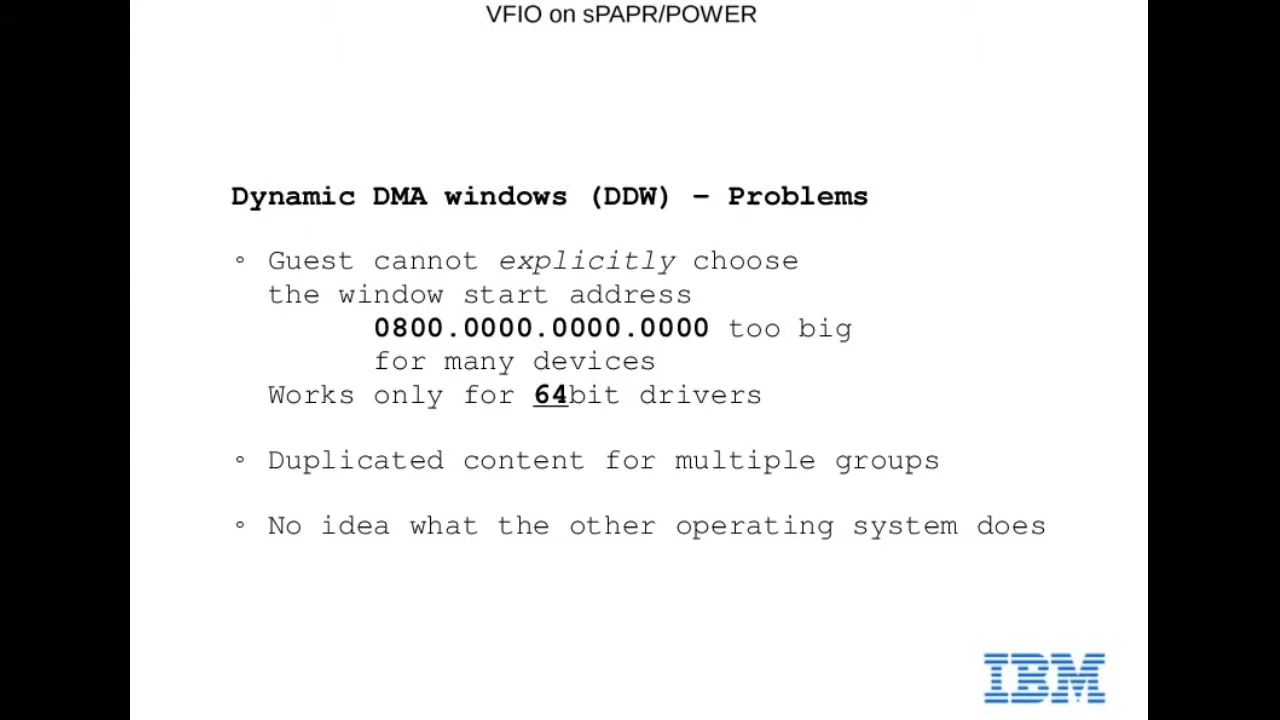 VFIO on sPAPR/POWER
Dynamic DMA windows (DDW) – Problems
∘ Guest cannot explicitly choose
the window start address
0800.0000.0000.0000 too big
for many devices
Works only for 64bit drivers
∘ Duplicated content for multiple groups
∘ No idea what the other operating system does
IBM